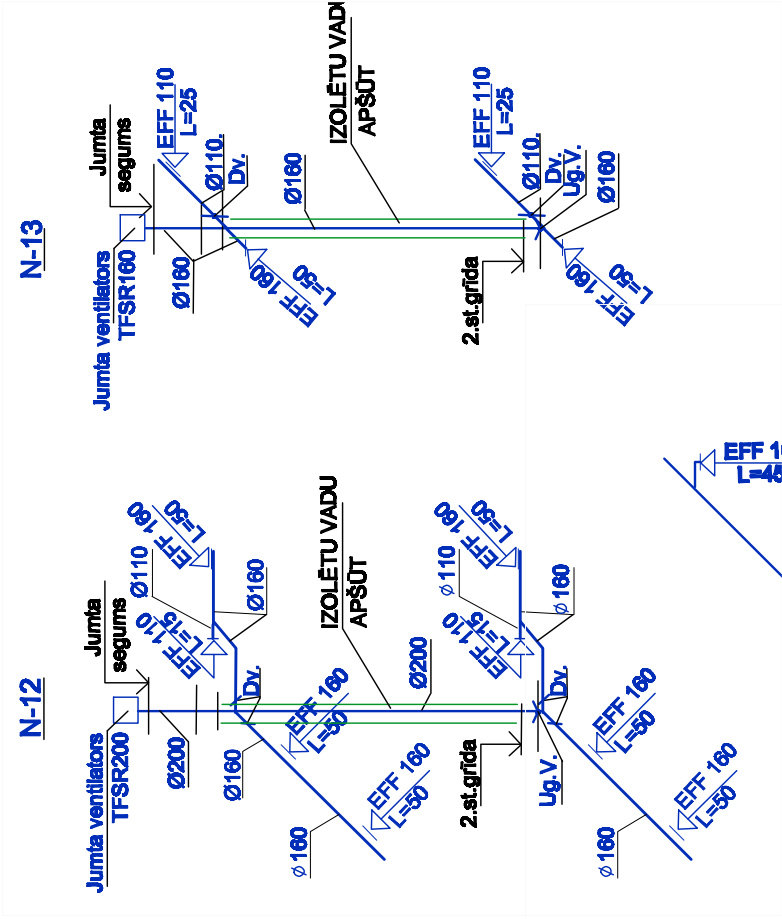 N-13
Jumta ventilators
TFSR160
Jumta
segums
EFF 110
L=25
Ø110.
Dv.
Ø160
Ø160
EFF 160
L=50
IZOLĒTU VADU
APŠŪT
EFF 110
L=25
Ø110.
Dv.
Ug.V.
Ø160
EFF 160
L=50
2.st.grīda
N-12
Jumta ventilators
TFSR200
Jumta
segums
Ø200
Ø110
EFF 160
L=50
EFF 110
L=15
Ø160
Dv.
Ø160
EFF 160
L=50
EFF 160
L=50
Ø160
IZOLĒTU VADU
APŠŪT
Ø200
2.st.grīda
Ø110
EFF 160
L=50
EFF 110
L=15
Ø160
Dv.
Ug.V.
EFF 160
L=50
EFF 160
L=50
Ø160